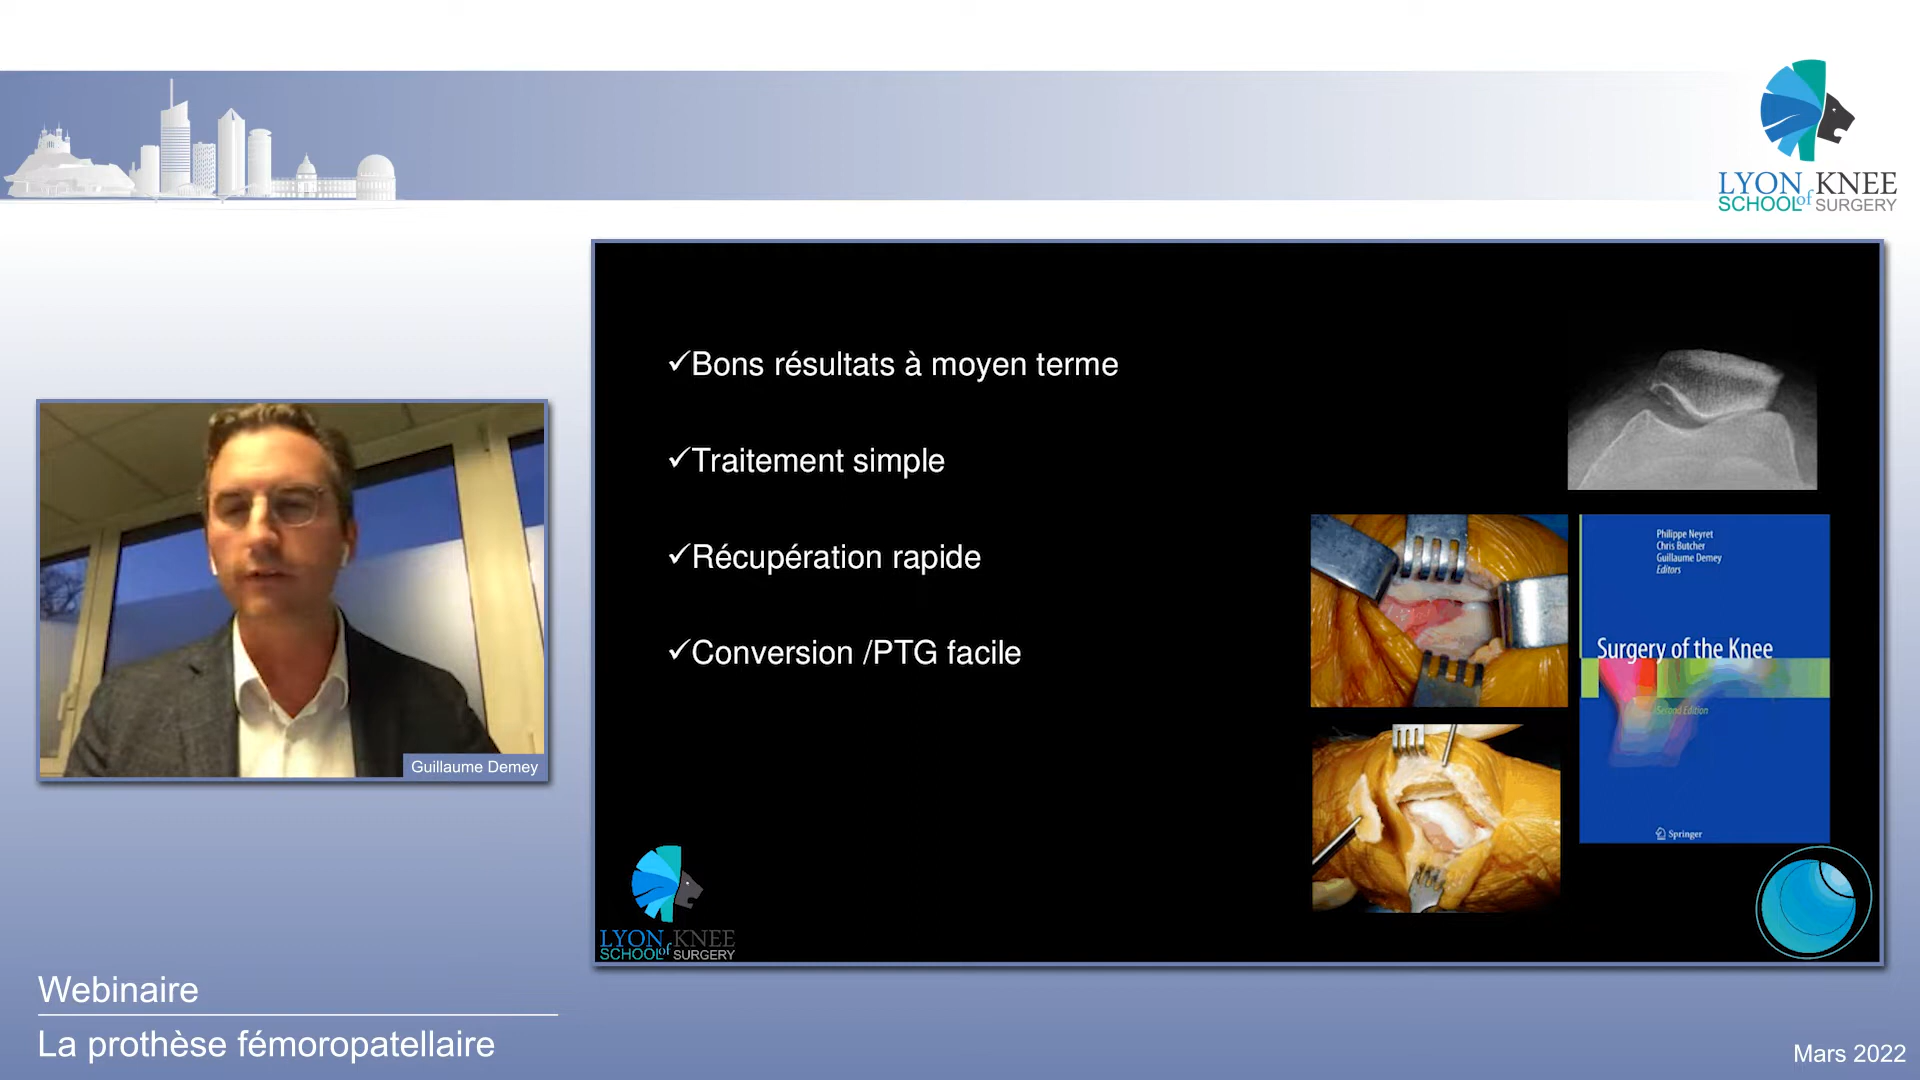 LYON KNEE
SCHOOL of SURGERY
✓Bons résultats à moyen terme
✓Traitement simple
✓Récupération rapide
✓Conversion /PTG facile
Philippe Neyret
Chris Butcher
Guillaume Demey
Editors
Surgery of the Knee
Second Edition
Springer
Guillaume Demey
LYON KNEE
SCHOOL of SURGERY
Webinaire
La prothèse fémoropatellaire
Mars 2022